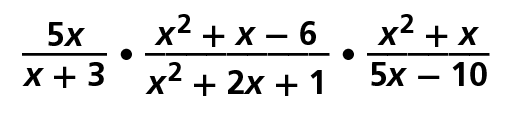 5x/(x + 3) • (x² + x − 6)/(x² + 2x + 1) • (x² + x)/(5x − 10)